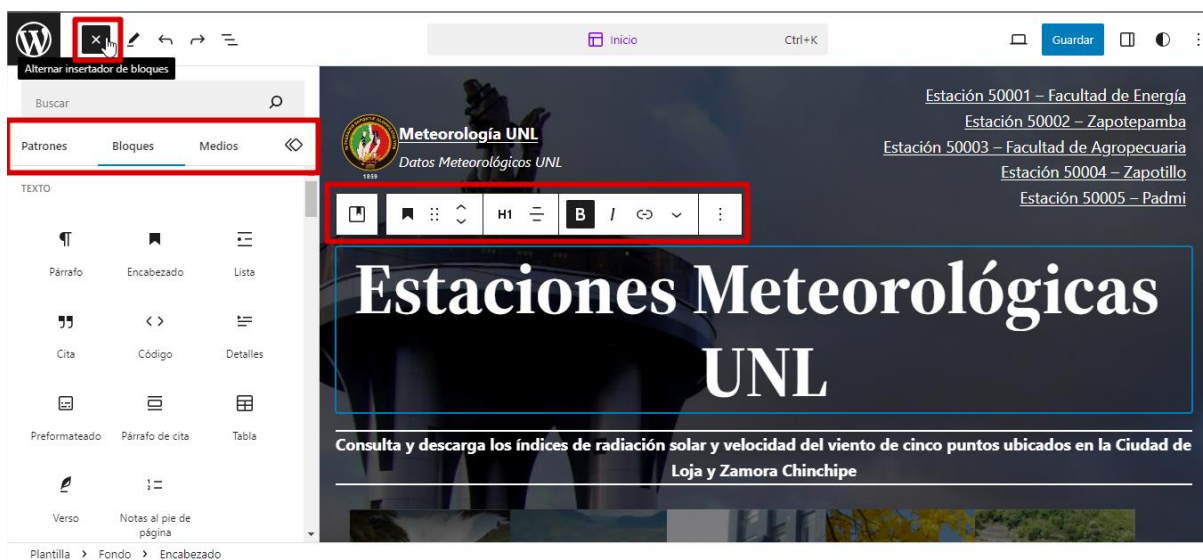 Inicio
Ctrl+K
Guardar
Alternar insertador de bloques
Buscar
Patrones
Bloques
Medios
TEXTO
Párrafo
Encabezado
Lista
Cita
Código
Detalles
Preformateado
Párrafo de cita
Tabla
Verso
Notas al pie de
página
Plantilla > Fondo > Encabezado
1859
Meteorología UNL
Datos Meteorológicos UNL
Estación 50001 – Facultad de Energía
Estación 50002 – Zapotepamba
Estación 50003 – Facultad de Agropecuaria
Estación 50004 – Zapotillo
Estación 50005 – Padmi
H1
B I
Estaciones Meteorológicas
UNL
Consulta y descarga los índices de radiación solar y velocidad del viento de cinco puntos ubicados en la Ciudad de
Loja y Zamora Chinchipe